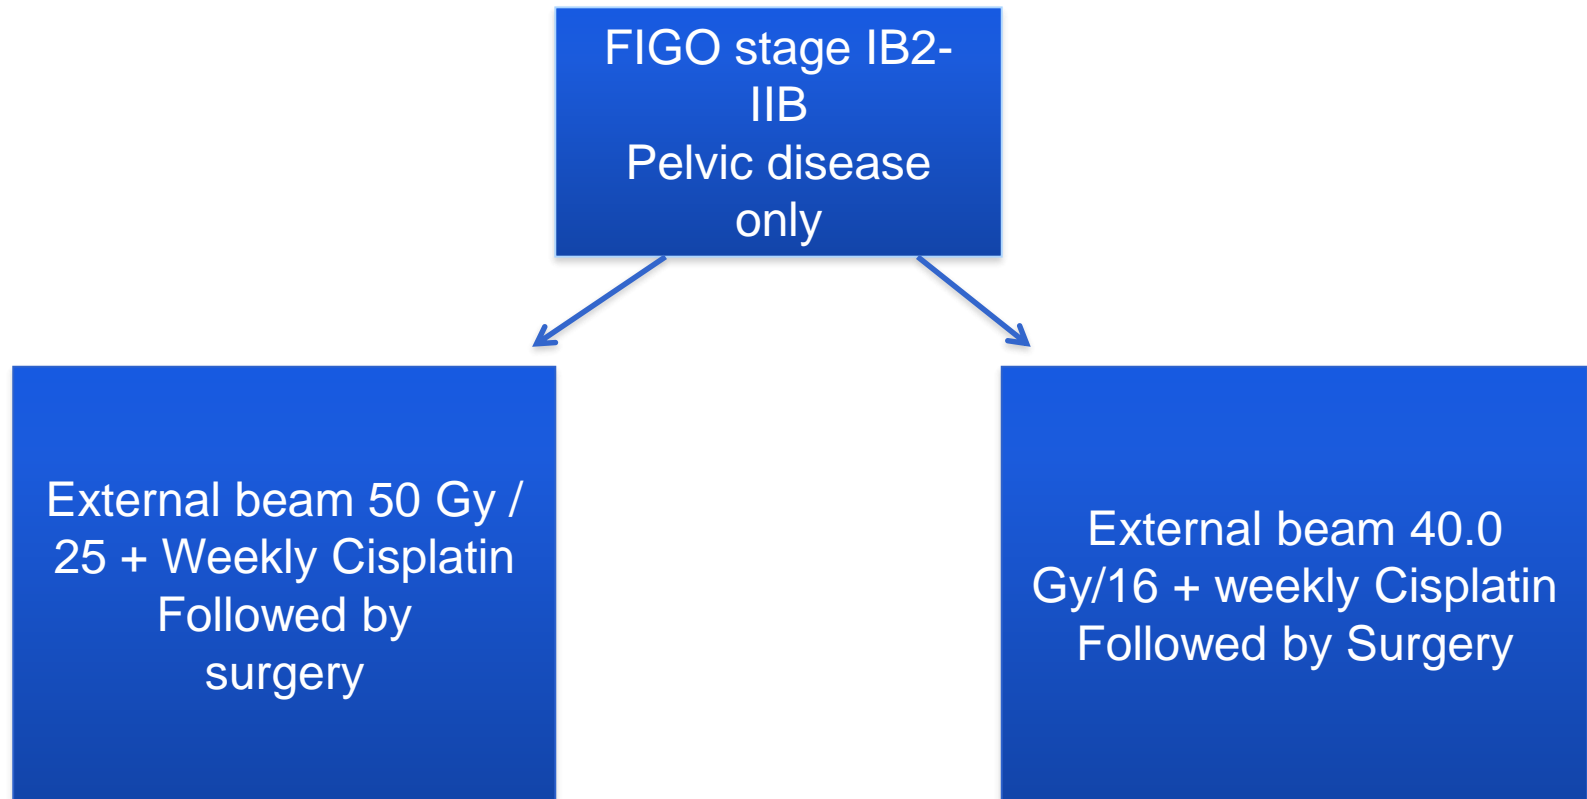 FIGO stage IB2-
IIB
Pelvic disease
only
External beam 50 Gy /
25 + Weekly Cisplatin
Followed by
surgery
External beam 40.0
Gy/16 + weekly Cisplatin
Followed by Surgery